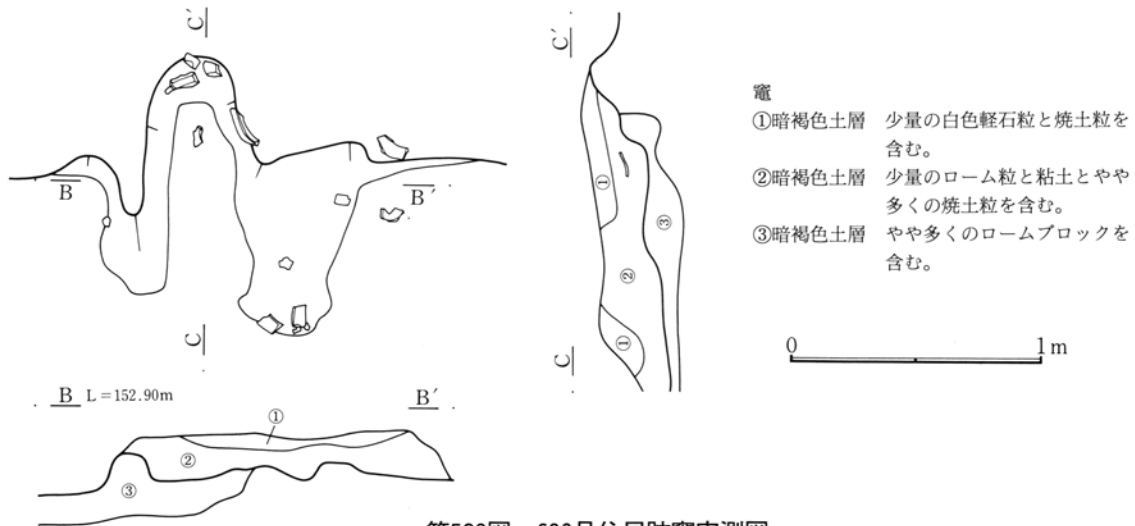 C′
B
B′
C
C′
①
②
③
①
C
竈
①暗褐色土層 少量の白色軽石粒と焼土粒を
含む。
②暗褐色土層 少量のローム粒と粘土とやや
多くの焼土粒を含む。
③暗褐色土層 やや多くのロームブロックを
含む。
0 1m
B L=152.90m B′
①
②
③